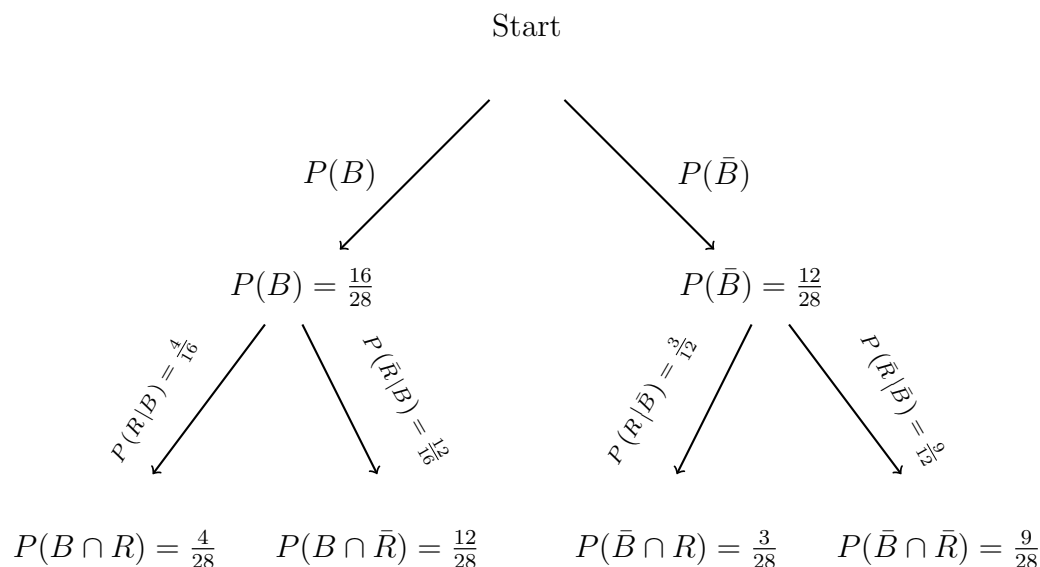 Start
P(B)
P(B̄)
P(B) = 16/28
P(B̄) = 12/28
P(R|B) = 4/16
P(R̄|B) = 12/16
P(R|B̄) = 3/12
P(R̄|B̄) = 9/12
P(B ∩ R) = 4/28
P(B ∩ R̄) = 12/28
P(B̄ ∩ R) = 3/28
P(B̄ ∩ R̄) = 9/28